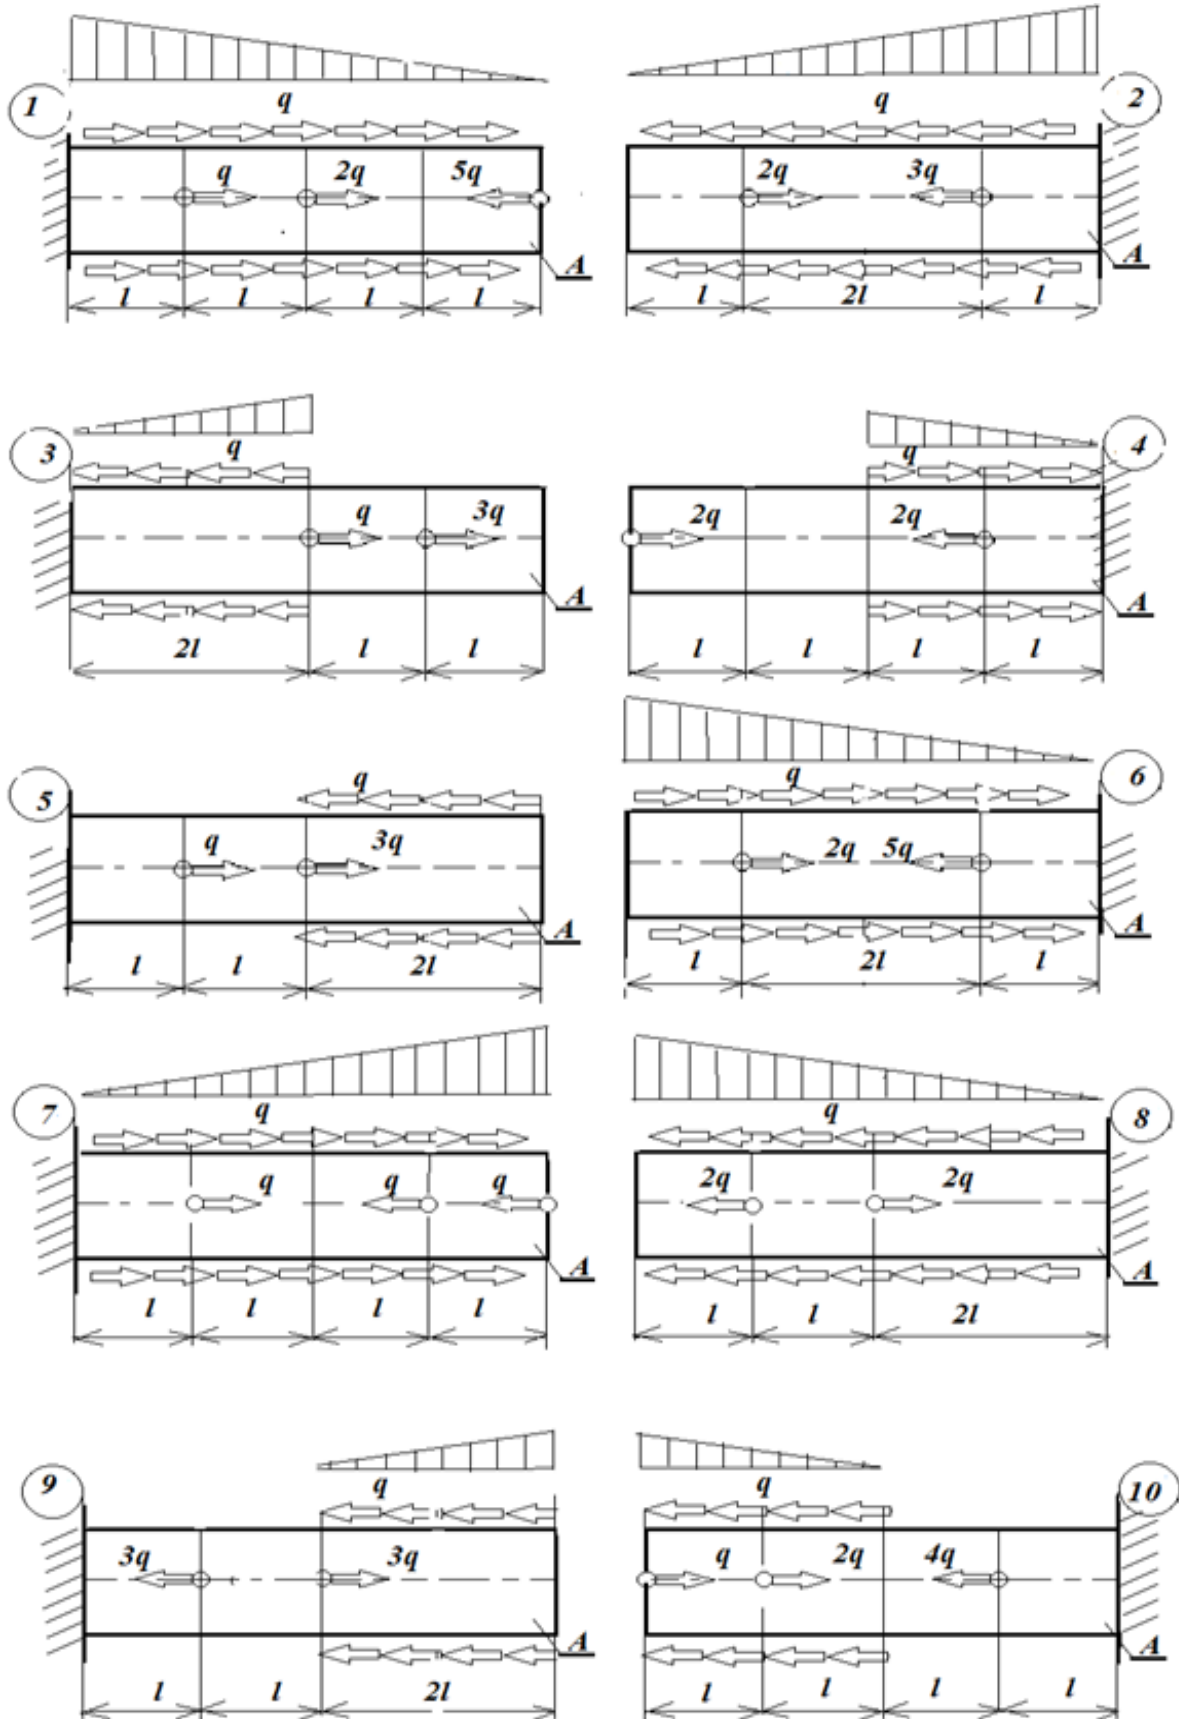 1 q q 2
q 2q 5q 2q 3q
A A
l l l l l 2l l
3 q q 4
q 3q 2q 2q
A A
2l l l l l l l
5 q q 6
q 3q 2q 5q
A A
l l 2l l 2l l
7 q q 8
q q q 2q 2q
A A
l l l l l l 2l
9 q q 10
3q 3q q 2q 4q
A A
l l 2l l l l l